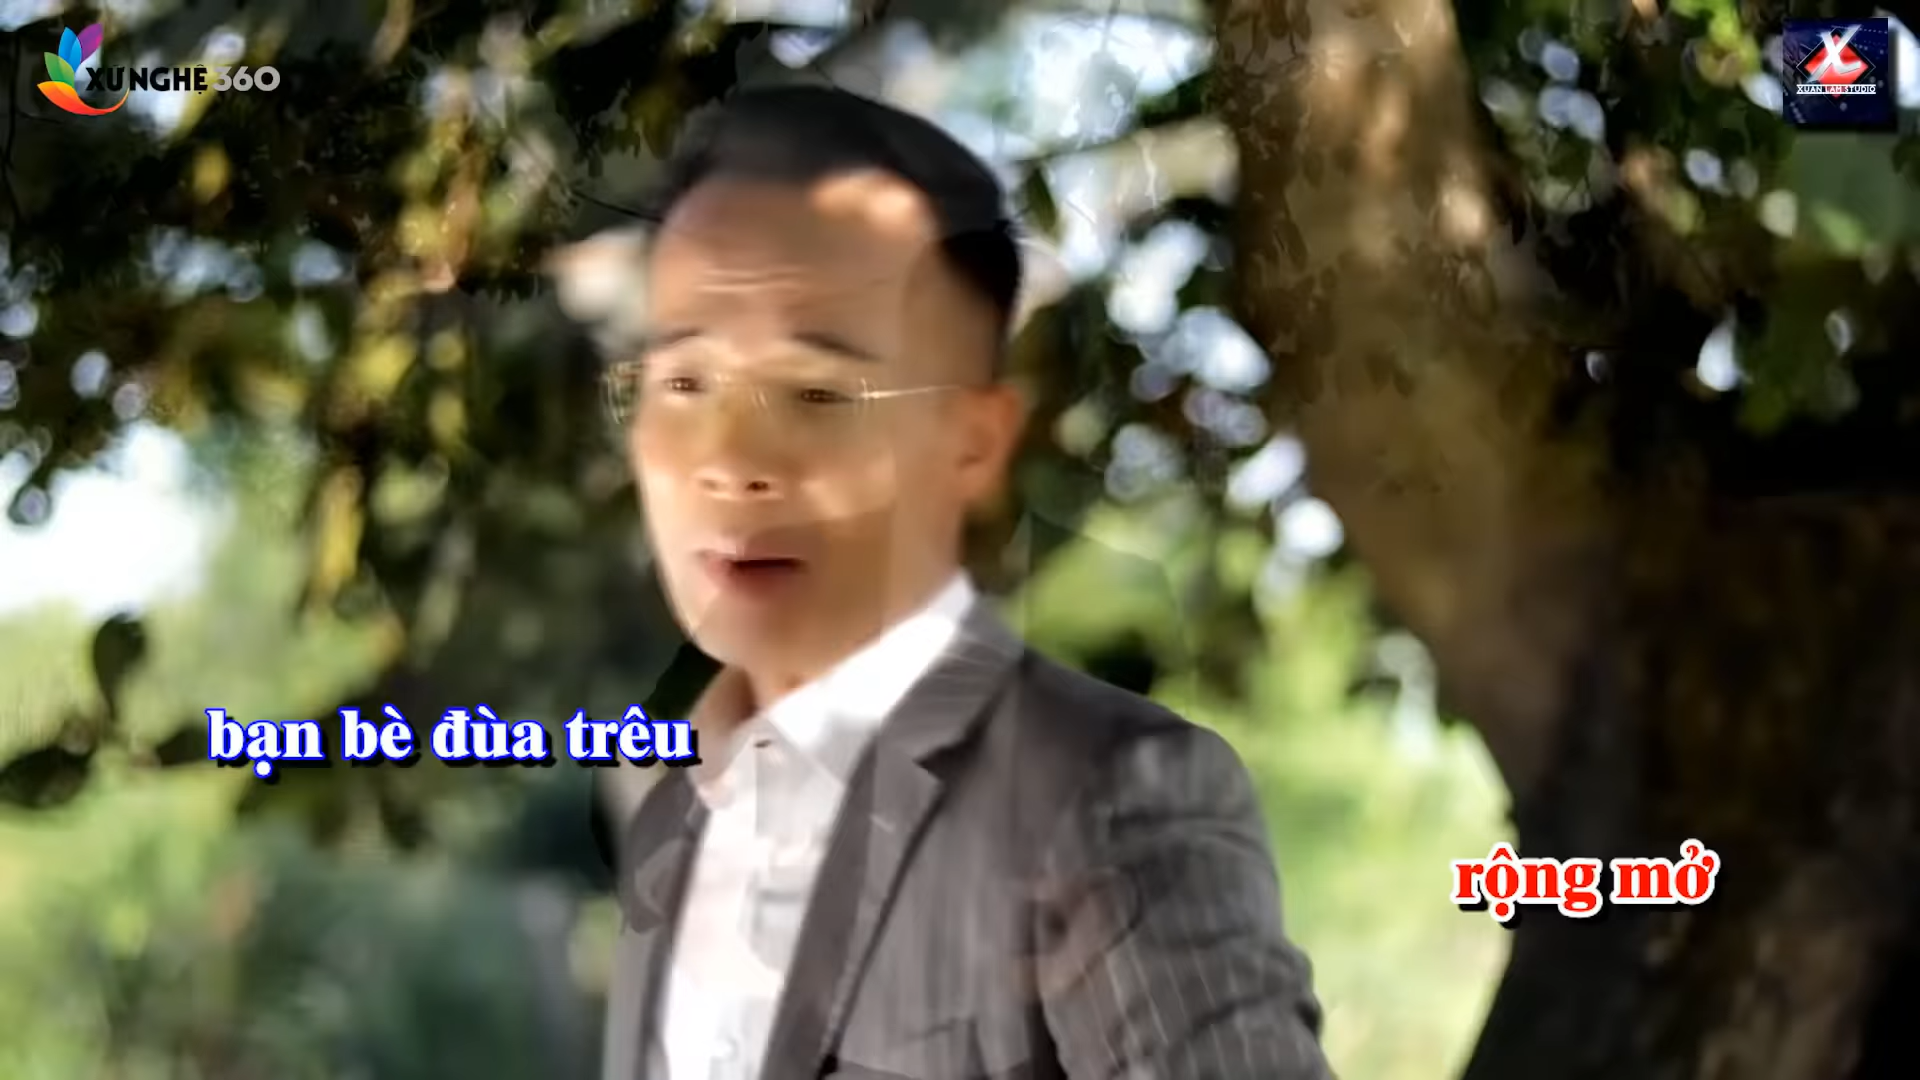 XỨ NGHỆ 360
X
XUAN LAM STUDIO
bạn bè đùa trêu
rộng mở